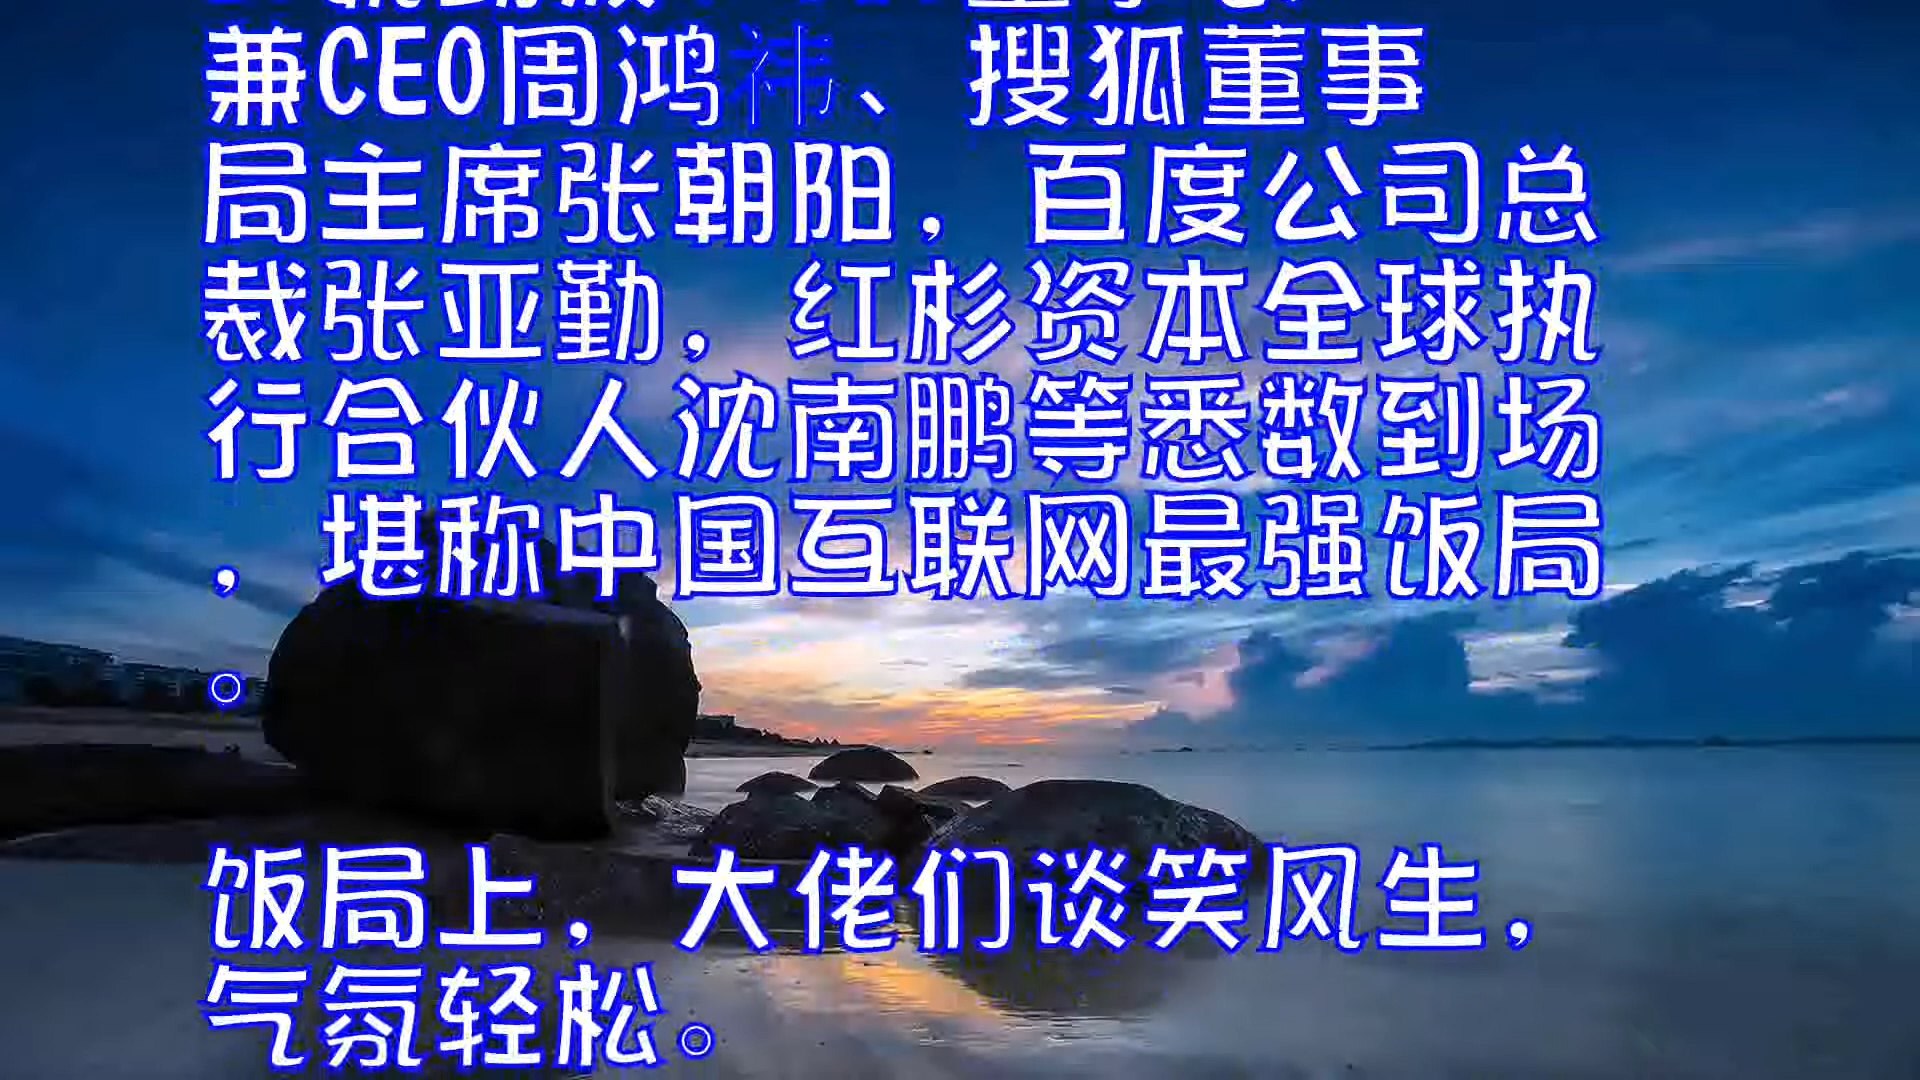 兼CEO周鸿祎、搜狐董事
局主席张朝阳，百度公司总
裁张亚勤，红杉资本全球执
行合伙人沈南鹏等悉数到场
，堪称中国互联网最强饭局
。
饭局上，大佬们谈笑风生，
气氛轻松。